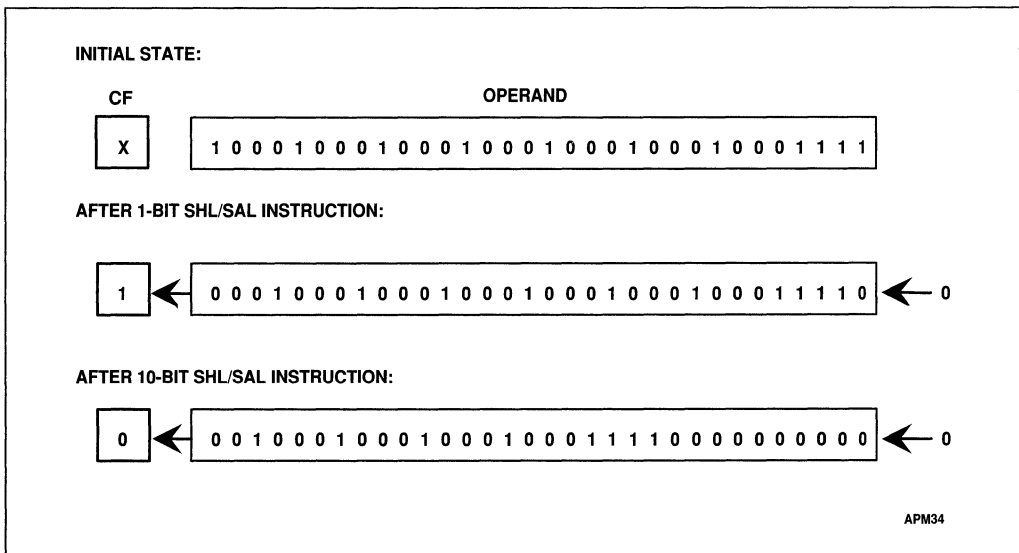 INITIAL STATE:
CF OPERAND
X 1 0 0 0 1 0 0 0 1 0 0 0 1 0 0 0 1 0 0 0 1 0 0 0 1 0 0 0 1 1 1 1
AFTER 1-BIT SHL/SAL INSTRUCTION:
1 0 0 0 1 0 0 0 1 0 0 0 1 0 0 0 1 0 0 0 1 0 0 0 1 0 0 0 1 1 1 1 0 0
AFTER 10-BIT SHL/SAL INSTRUCTION:
0 0 0 1 0 0 0 1 0 0 0 1 0 0 0 1 0 0 0 1 1 1 1 0 0 0 0 0 0 0 0 0 0 0
APM34